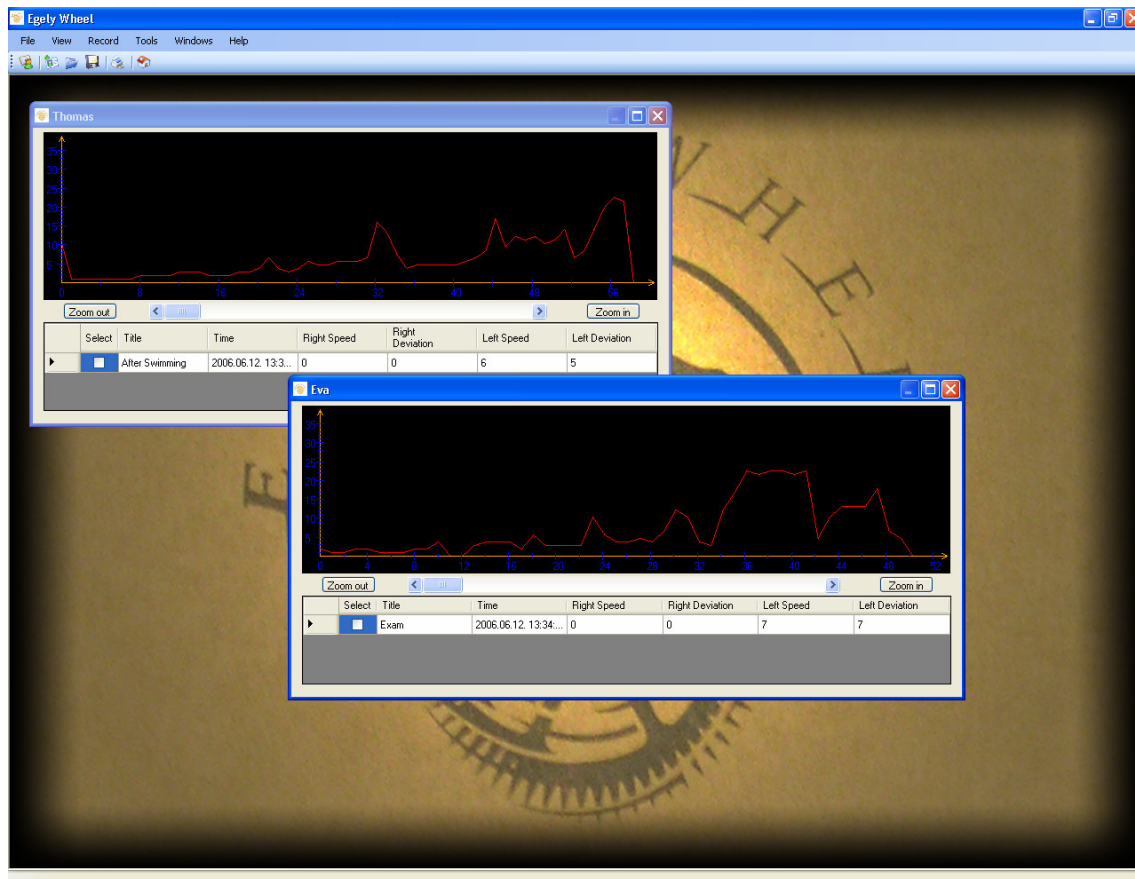 Egely Wheel
File View Record Tools Windows Help
Thomas
35
30
25
20
15
10
5
0 8 16 24 32 40 48 56
Zoom out Zoom in
Select Title Time Right Speed Right Deviation Left Speed Left Deviation
After Swimming 2006.06.12. 13:3... 0 0 6 5
Eva
35
30
25
20
15
10
5
0 4 8 12 16 20 24 28 32 36 40 44 48 52
Zoom out Zoom in
Select Title Time Right Speed Right Deviation Left Speed Left Deviation
Exam 2006.06.12. 13:34:... 0 0 7 7
WHE
E